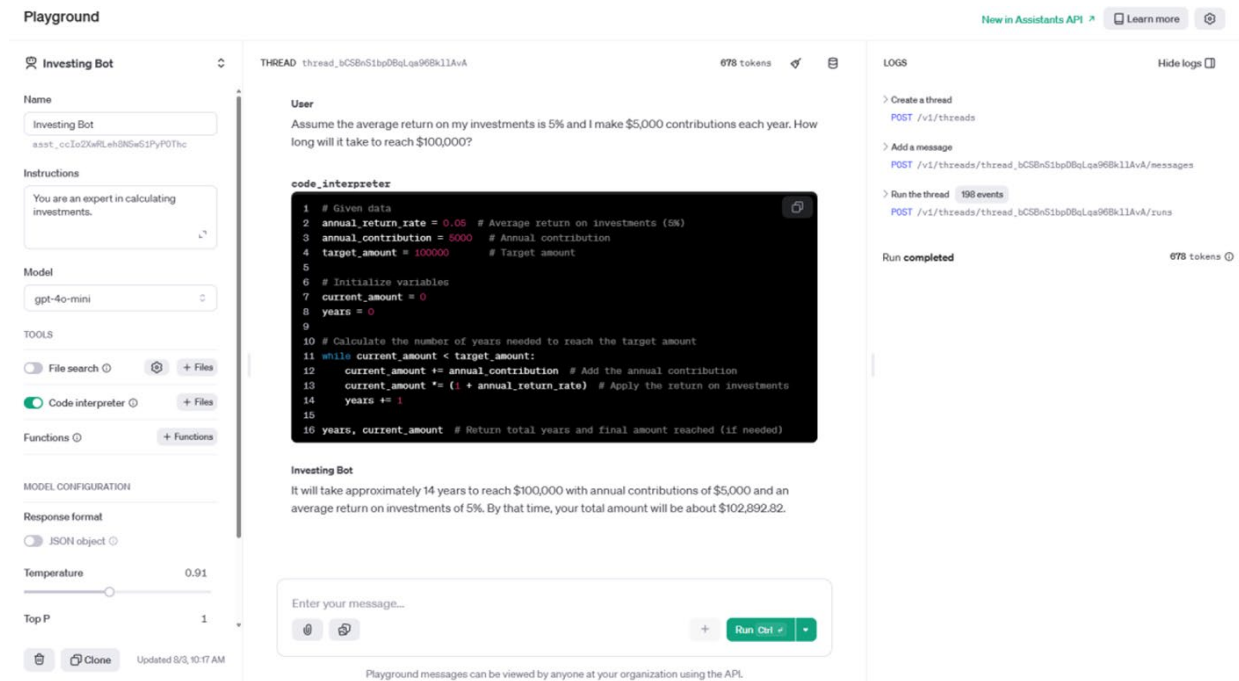 Playground
New in Assistants API ↗
Learn more
Investing Bot
Name
Investing Bot
asst_ccIo2XwRLeh8NSwS1PyP0Thc
Instructions
You are an expert in calculating
investments.
Model
gpt-4o-mini
TOOLS
File search
+ Files
Code interpreter
+ Files
Functions
+ Functions
MODEL CONFIGURATION
Response format
JSON object
Temperature 0.91
Top P 1
Clone
Updated 8/3, 10:17 AM
THREAD thread_bCSBnS1bpDBqLqa96BkllAvA
678 tokens
User
Assume the average return on my investments is 5% and I make $5,000 contributions each year. How
long will it take to reach $100,000?
code_interpreter
1 # Given data
2 annual_return_rate = 0.05 # Average return on investments (5%)
3 annual_contribution = 5000 # Annual contribution
4 target_amount = 100000 # Target amount
5
6 # Initialize variables
7 current_amount = 0
8 years = 0
9
10 # Calculate the number of years needed to reach the target amount
11 while current_amount < target_amount:
12 current_amount += annual_contribution # Add the annual contribution
13 current_amount *= (1 + annual_return_rate) # Apply the return on investments
14 years += 1
15
16 years, current_amount # Return total years and final amount reached (if needed)
Investing Bot
It will take approximately 14 years to reach $100,000 with annual contributions of $5,000 and an
average return on investments of 5%. By that time, your total amount will be about $102,892.82.
Enter your message...
Run Ctrl ↵
Playground messages can be viewed by anyone at your organization using the API.
LOGS
Hide logs
Create a thread
POST /v1/threads
Add a message
POST /v1/threads/thread_bCSBnS1bpDBqLqa96BkllAvA/messages
Run the thread 198 events
POST /v1/threads/thread_bCSBnS1bpDBqLqa96BkllAvA/runs
Run completed
678 tokens